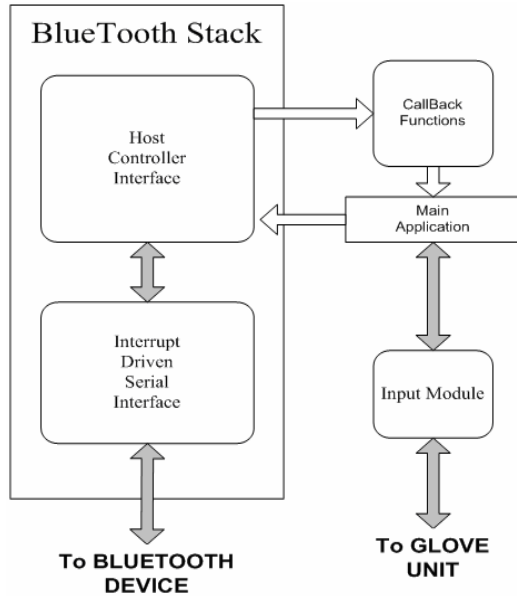 BlueTooth Stack
Host
Controller
Interface
CallBack
Functions
Main
Application
Interrupt
Driven
Serial
Interface
Input Module
To BLUETOOTH
DEVICE
To GLOVE
UNIT